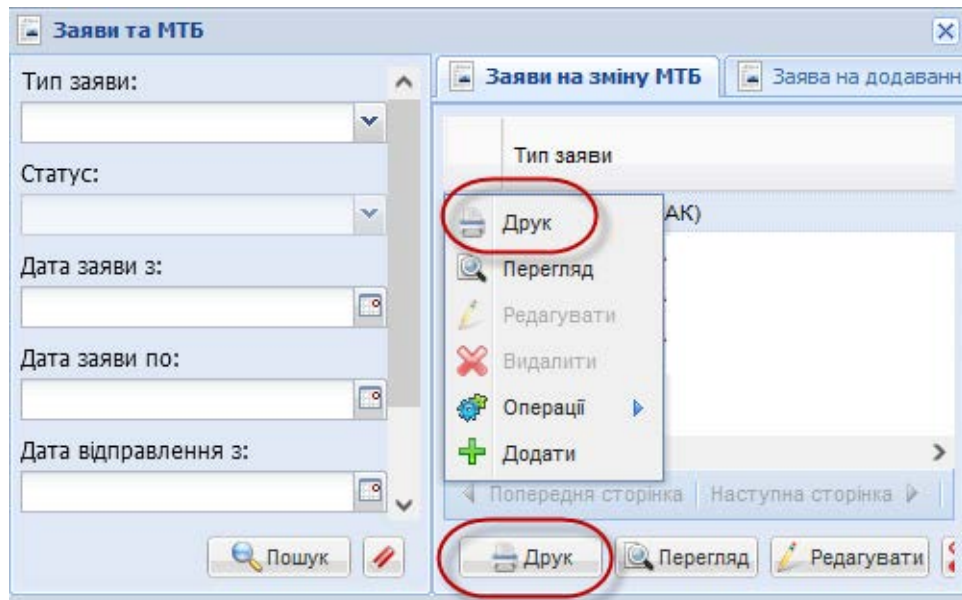 Заяви та МТБ
Тип заяви:
Статус:
Дата заяви з:
Дата заяви по:
Дата відправлення з:
Пошук
Заяви на зміну МТБ
Заява на додаванн
Тип заяви
АК)
Друк
Перегляд
Редагувати
Видалити
Операції
Додати
Попередня сторінка Наступна сторінка
Друк Перегляд Редагувати